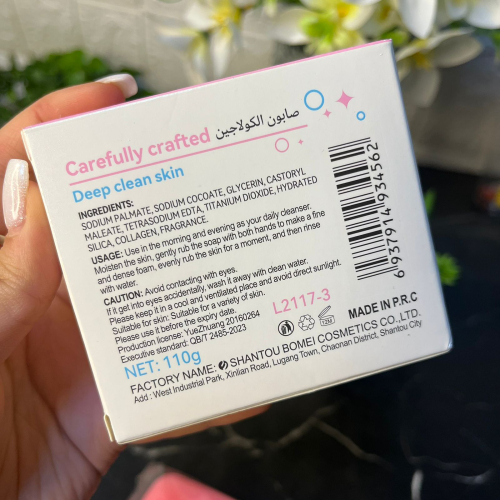 Carefully crafted صابون الكولاجين
Deep clean skin
INGREDIENTS:
SODIUM PALMATE, SODIUM COCOATE, GLYCERIN, CASTORYL
MALEATE, TETRASODIUM EDTA, TITANIUM DIOXIDE, HYDRATED
SILICA, COLLAGEN, FRAGRANCE.
USAGE: Use in the morning and evening as your daily cleanser.
Moisten the skin, gently rub the soap with both hands to make a fine
and dense foam, evenly rub the skin for a moment, and then rinse
with water.
CAUTION: Avoid contacting with eyes.
If it get into eyes accidentally, wash it away with clean water.
Please keep it in a cool and ventilated place and avoid direct sunlight.
Suitable for skin: Suitable for a variety of skin.
Please use it before the expiry date.
Production license: YueZhuang 20160264
Executive standard: QB/T 2485-2023
L2117-3
12M
6 937914 934562
MADE IN P.R.C
NET: 110g
FACTORY NAME: SHANTOU BOMEI COSMETICS CO.,LTD.
Add : West Industrial Park, Xinlian Road, Lugang Town, Chaonan District, Shantou City